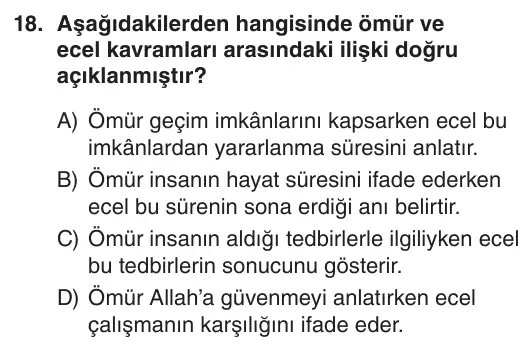 18. Aşağıdakilerden hangisinde ömür ve
ecel kavramları arasındaki ilişki doğru
açıklanmıştır?
A) Ömür geçim imkânlarını kapsarken ecel bu
imkânlardan yararlanma süresini anlatır.
B) Ömür insanın hayat süresini ifade ederken
ecel bu sürenin sona erdiği anı belirtir.
C) Ömür insanın aldığı tedbirlerle ilgiliyken ecel
bu tedbirlerin sonucunu gösterir.
D) Ömür Allah’a güvenmeyi anlatırken ecel
çalışmanın karşılığını ifade eder.